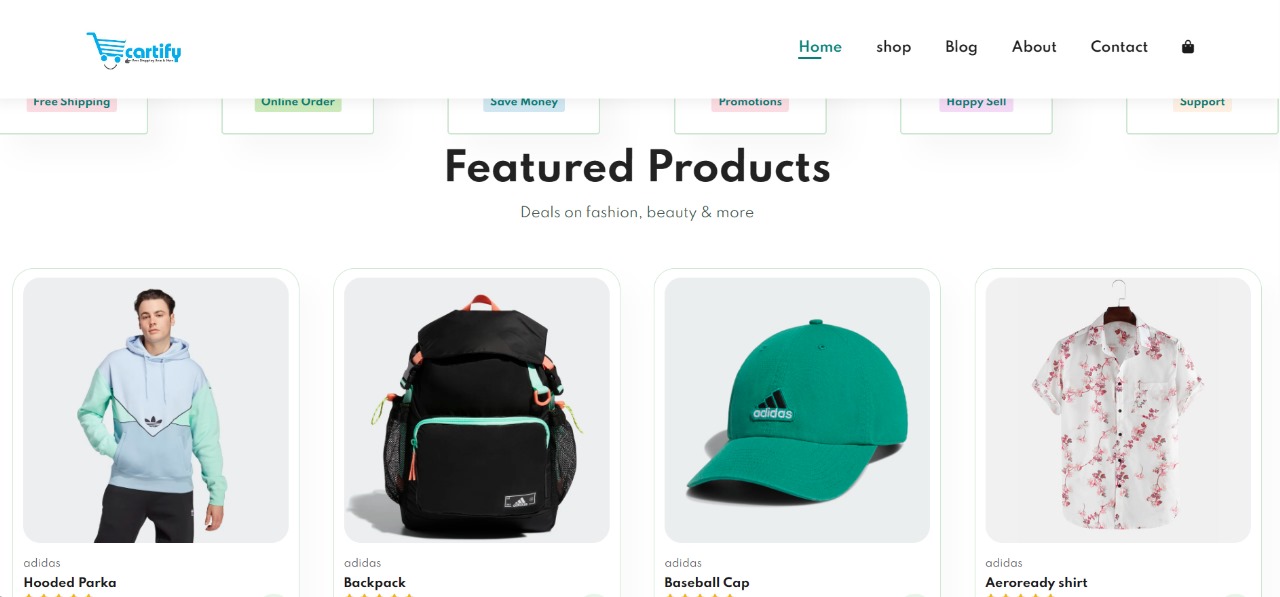 cartify
Home shop Blog About Contact
Free Shipping Online Order Save Money Promotions Happy Sell Support
Featured Products
Deals on fashion, beauty & more
adidas
adidas adidas adidas adidas
Hooded Parka Backpack Baseball Cap Aeroready shirt